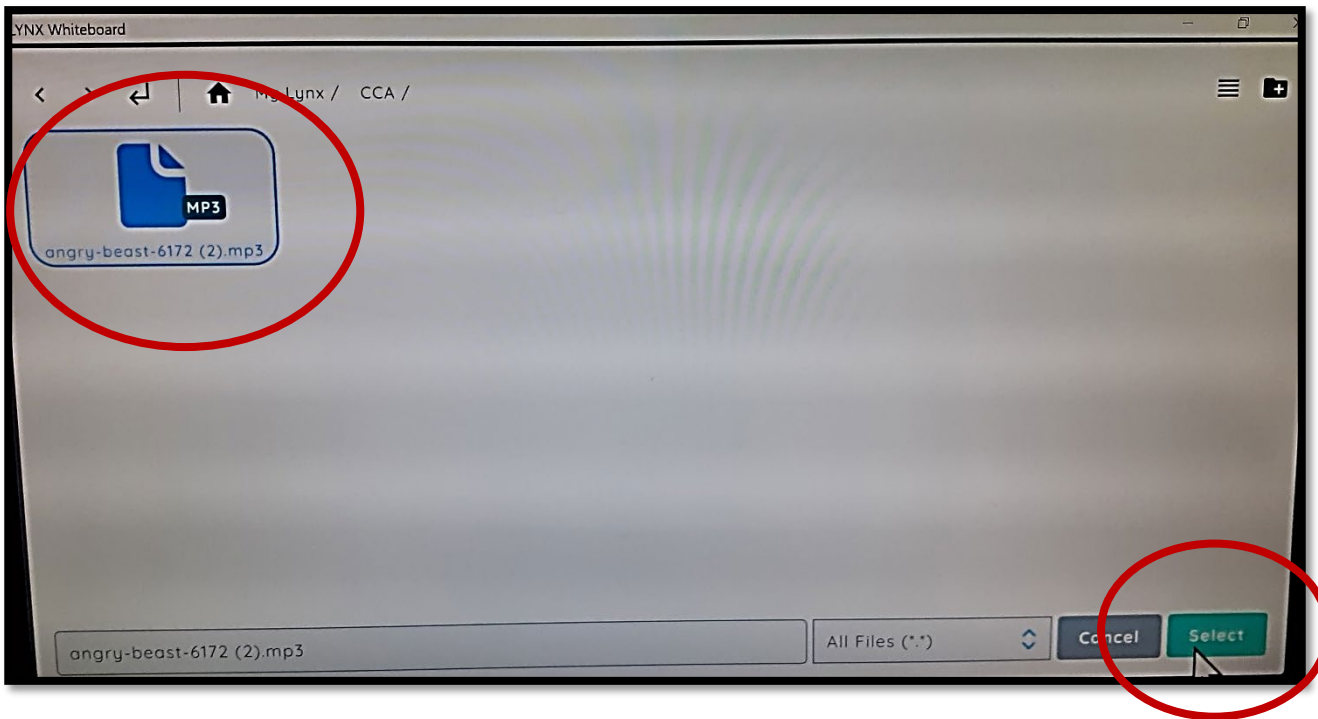 LYNX Whiteboard
My Lynx / CCA /
MP3
angry-beast-6172 (2).mp3
angry-beast-6172 (2).mp3
All Files (*.*)
Cancel
Select